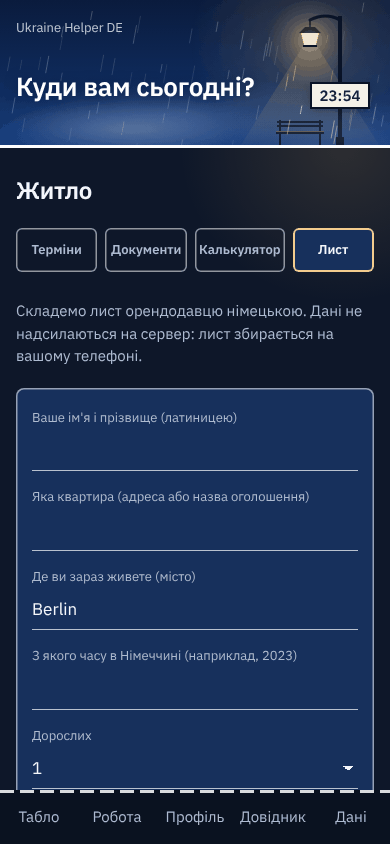 Ukraine Helper DE
Куди вам сьогодні?
23:54
Житло
Терміни
Документи
Калькулятор
Лист
Складемо лист орендодавцю німецькою. Дані не
надсилаються на сервер: лист збирається на
вашому телефоні.
Ваше ім'я і прізвище (латиницею)
Яка квартира (адреса або назва оголошення)
Де ви зараз живете (місто)
Berlin
З якого часу в Німеччині (наприклад, 2023)
Дорослих
1
Табло
Робота
Профіль
Довідник
Дані